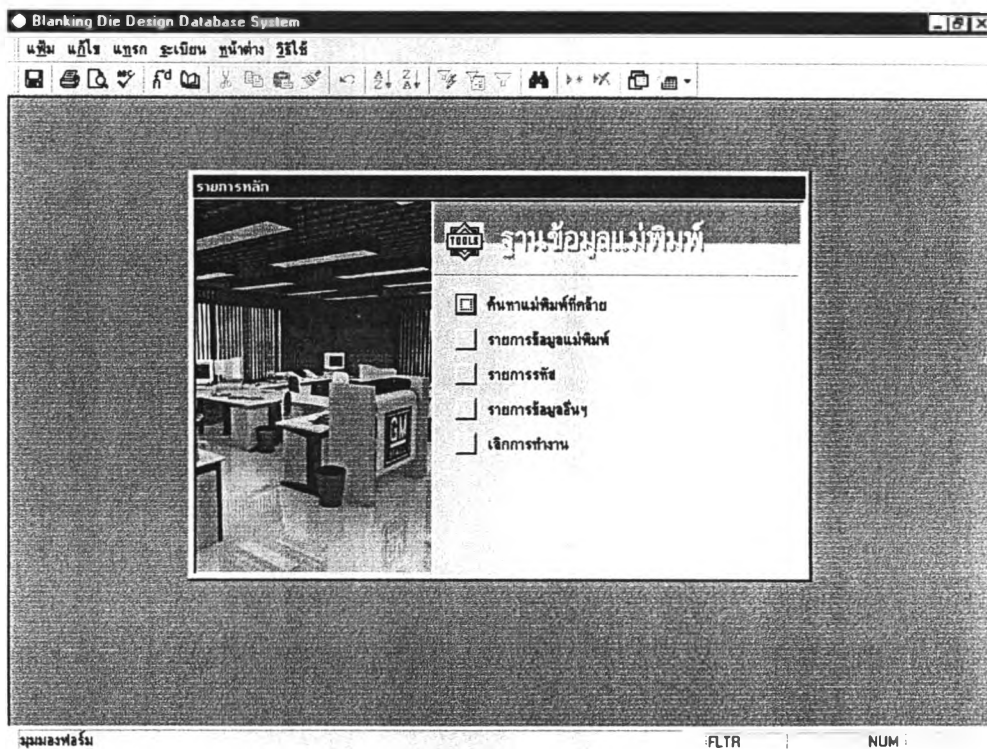 Blanking Die Design Database System
แฟ้ม แก้ไข แทรก ระเบียน หน้าต่าง วิธีใช้
รายการหลัก
TOOLS ฐานข้อมูลแม่พิมพ์
ค้นหาแม่พิมพ์ที่คล้าย
รายการข้อมูลแม่พิมพ์
รายการรหัส
รายการข้อมูลอื่นๆ
เลิกการทำงาน
GM
มุมมองฟอร์ม FLTR NUM